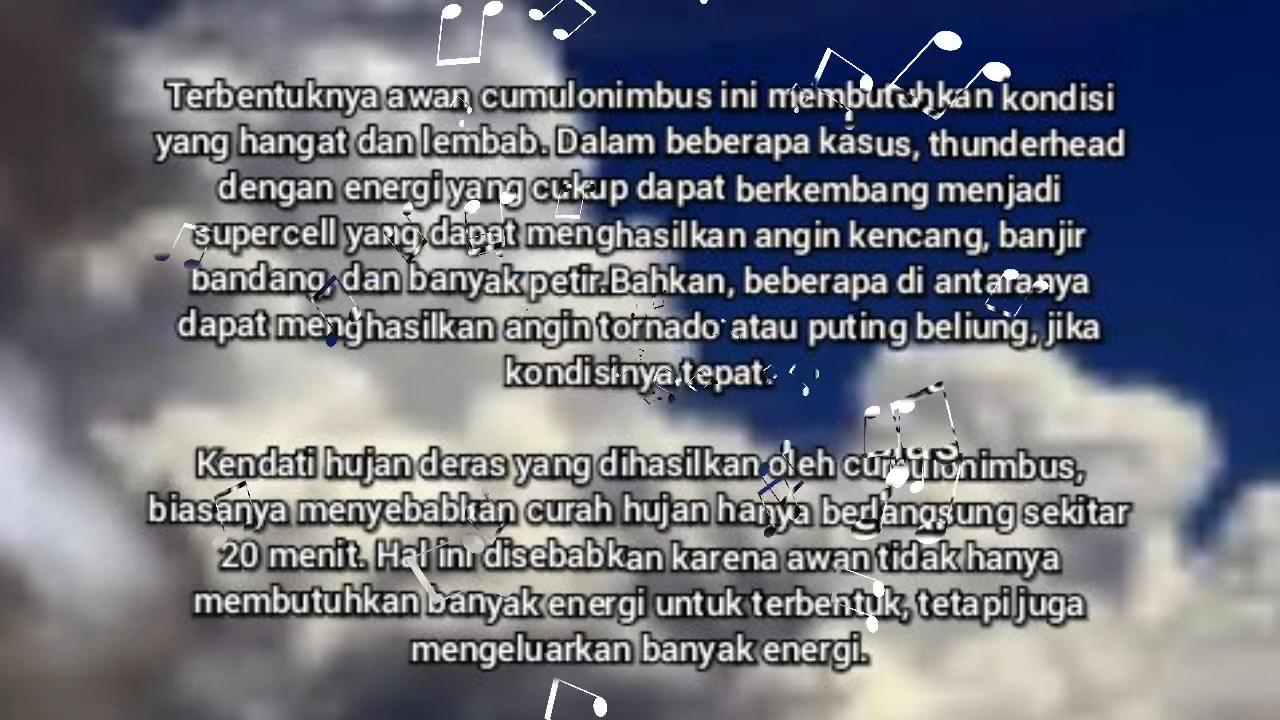 Terbentuknya awan cumulonimbus ini membutuhkan kondisi
yang hangat dan lembab. Dalam beberapa kasus, thunderhead
dengan energi yang cukup dapat berkembang menjadi
supercell yang dapat menghasilkan angin kencang, banjir
bandang, dan banyak petir.Bahkan, beberapa di antaranya
dapat menghasilkan angin tornado atau puting beliung, jika
kondisinya tepat.
Kendati hujan deras yang dihasilkan oleh cumulonimbus,
biasanya menyebabkan curah hujan hanya berlangsung sekitar
20 menit. Hal ini disebabkan karena awan tidak hanya
membutuhkan banyak energi untuk terbentuk, tetapi juga
mengeluarkan banyak energi.